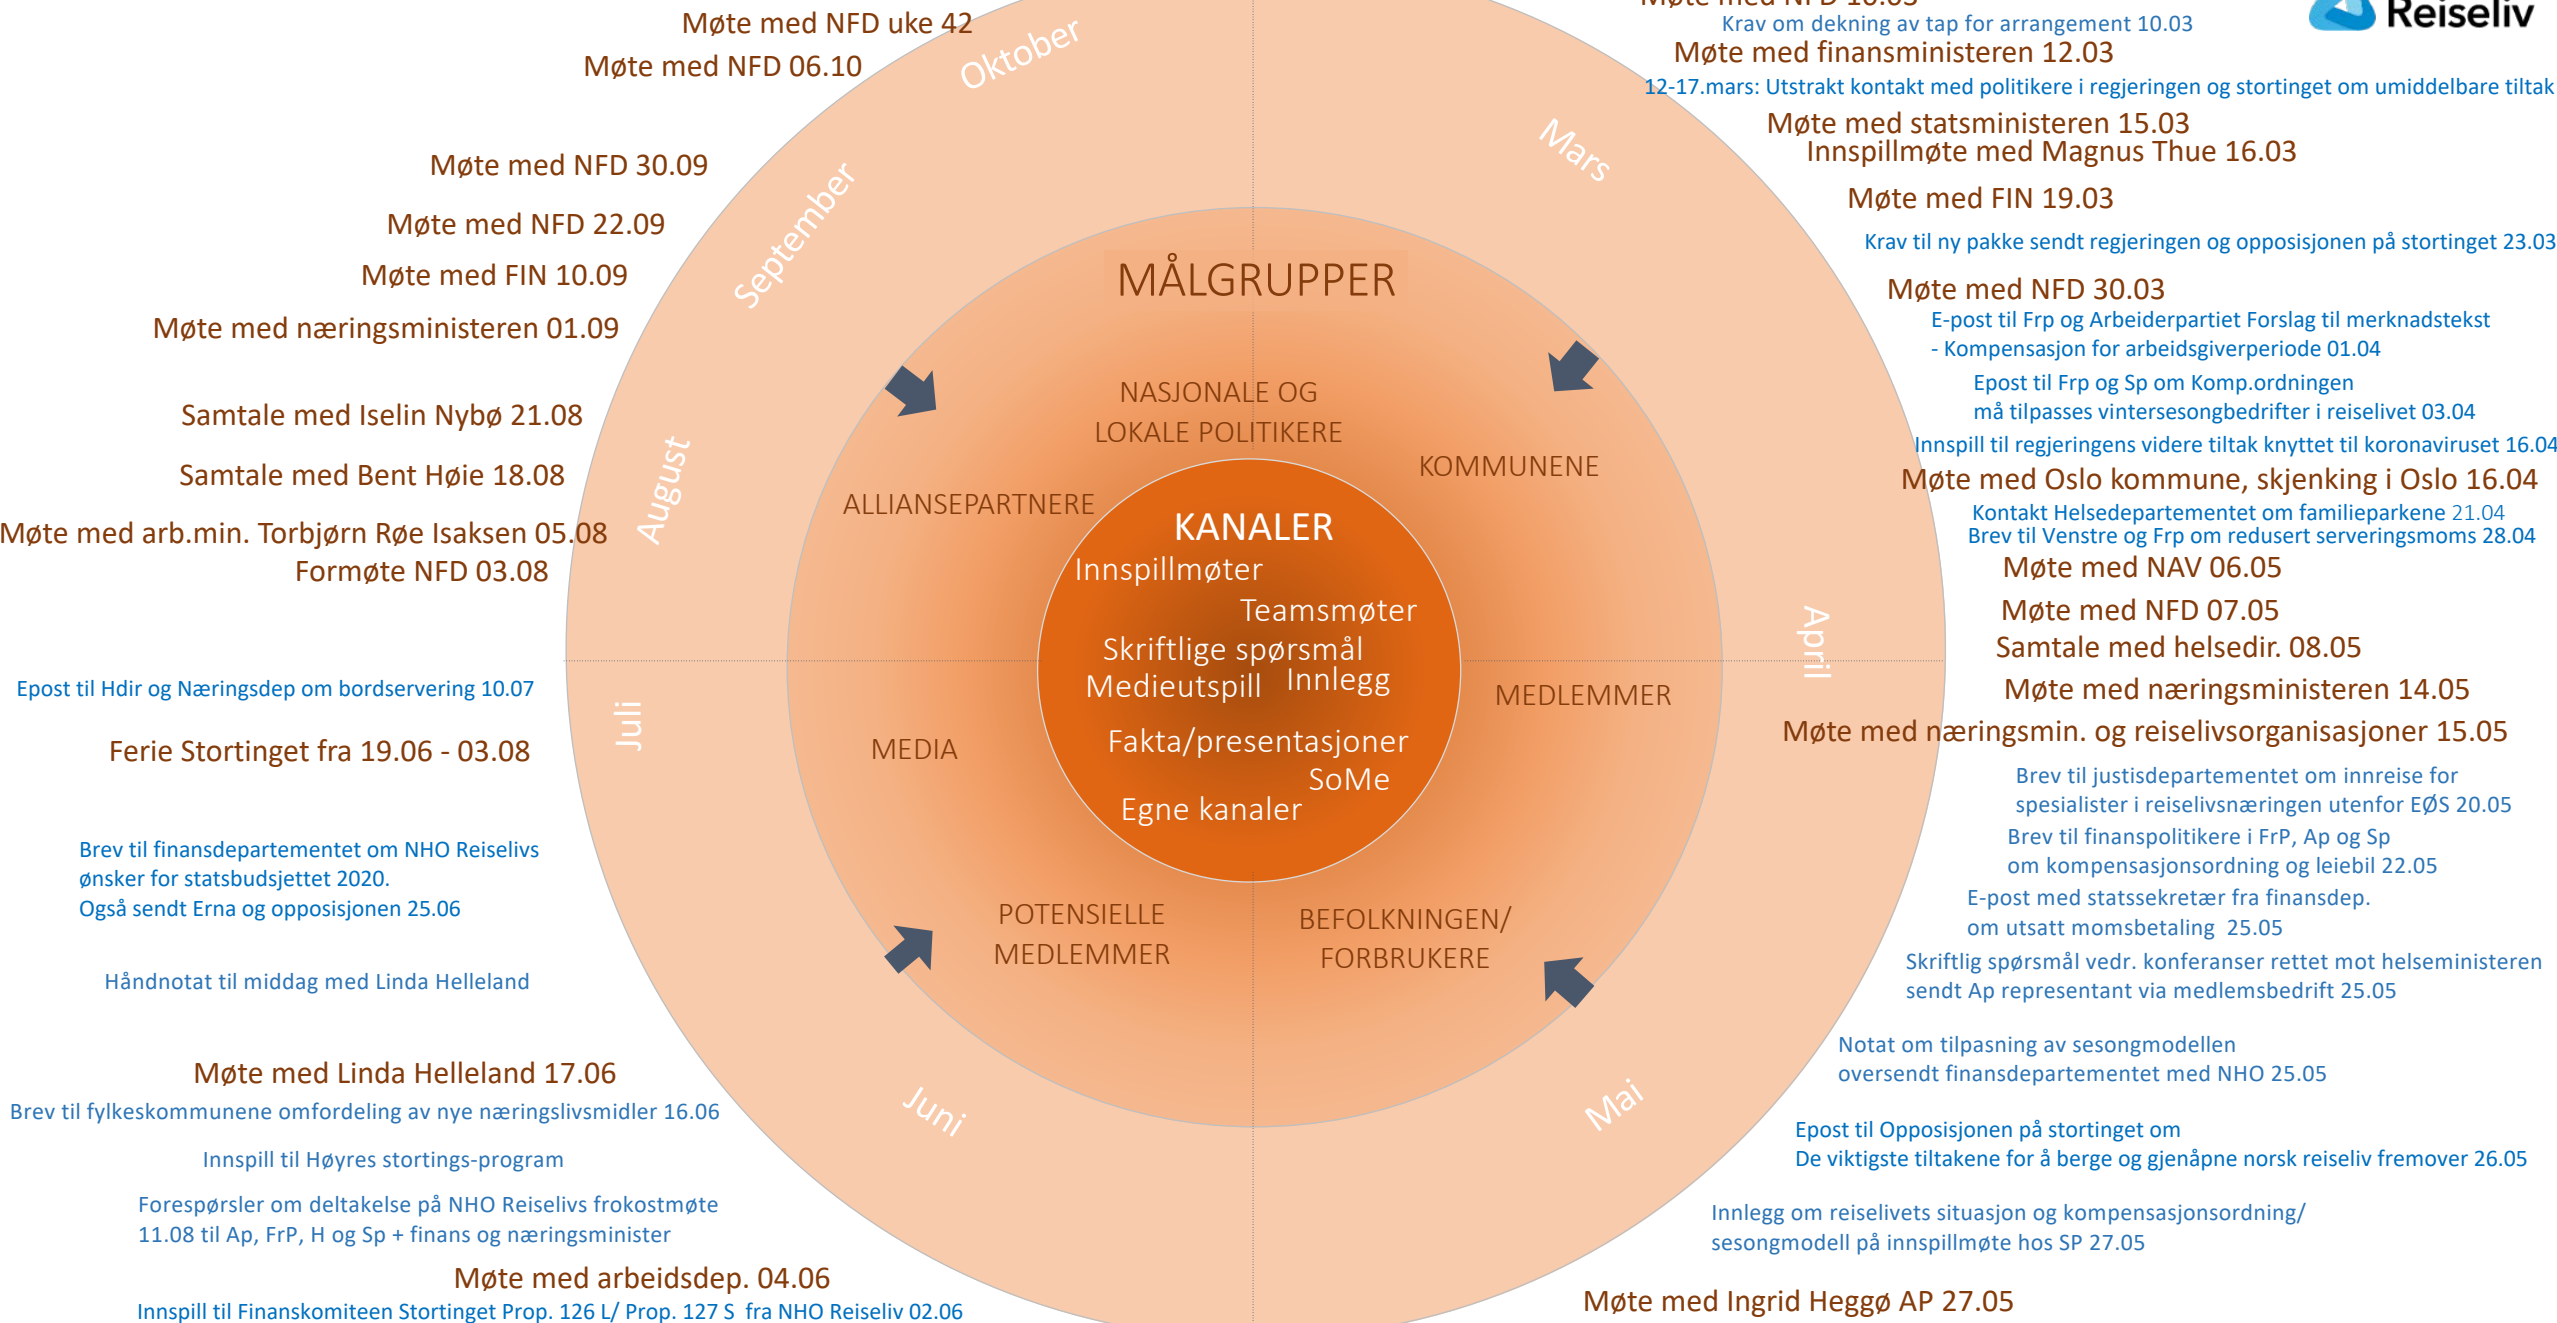 Møte med NFD 10.03
Krav om dekning av tap for arrangement 10.03
Møte med finansministeren 12.03
12-17.mars: Utstrakt kontakt med politikere i regjeringen og stortinget om umiddelbare tiltak
Møte med statsministeren 15.03
Innspillmøte med Magnus Thue 16.03
Møte med FIN 19.03
Krav til ny pakke sendt regjeringen og opposisjonen på stortinget 23.03
Møte med NFD 30.03
E-post til Frp og Arbeiderpartiet Forslag til merknadstekst
- Kompensasjon for arbeidsgiverperiode 01.04
Epost til Frp og Sp om Komp.ordningen
må tilpasses vintersesongbedrifter i reiselivet 03.04
Innspill til regjeringens videre tiltak knyttet til koronaviruset 16.04
Møte med Oslo kommune, skjenking i Oslo 16.04
Kontakt Helsedepartementet om familieparkene 21.04
Brev til Venstre og Frp om redusert serveringsmoms 28.04
Møte med NAV 06.05
Møte med NFD 07.05
Samtale med helsedir. 08.05
Møte med næringsministeren 14.05
Møte med næringsmin. og reiselivsorganisasjoner 15.05
Brev til justisdepartementet om innreise for
spesialister i reiselivsnæringen utenfor EØS 20.05
Brev til finanspolitikere i FrP, Ap og Sp
om kompensasjonsordning og leiebil 22.05
E-post med statssekretær fra finansdep.
om utsatt momsbetaling 25.05
Skriftlig spørsmål vedr. konferanser rettet mot helseministeren
sendt Ap representant via medlemsbedrift 25.05
Notat om tilpasning av sesongmodellen
oversendt finansdepartementet med NHO 25.05
Epost til Opposisjonen på stortinget om
De viktigste tiltakene for å berge og gjenåpne norsk reiseliv fremover 26.05
Innlegg om reiselivets situasjon og kompensasjonsordning/
sesongmodell på innspillmøte hos SP 27.05
Møte med Ingrid Heggø AP 27.05
Reiseliv
Møte med NFD uke 42
Møte med NFD 06.10
Møte med NFD 30.09
Møte med NFD 22.09
Møte med FIN 10.09
Møte med næringsministeren 01.09
Samtale med Iselin Nybø 21.08
Samtale med Bent Høie 18.08
Møte med arb.min. Torbjørn Røe Isaksen 05.08
Formøte NFD 03.08
Epost til Hdir og Næringsdep om bordservering 10.07
Ferie Stortinget fra 19.06 - 03.08
Brev til finansdepartementet om NHO Reiselivs
ønsker for statsbudsjettet 2020.
Også sendt Erna og opposisjonen 25.06
Håndnotat til middag med Linda Helleland
Møte med Linda Helleland 17.06
Brev til fylkeskommunene omfordeling av nye næringslivsmidler 16.06
Innspill til Høyres stortings-program
Forespørsler om deltakelse på NHO Reiselivs frokostmøte
11.08 til Ap, FrP, H og Sp + finans og næringsminister
Møte med arbeidsdep. 04.06
Innspill til Finanskomiteen Stortinget Prop. 126 L/ Prop. 127 S fra NHO Reiseliv 02.06
Oktober
September
August
Juli
Juni
Mai
April
Mars
MÅLGRUPPER
NASJONALE OG
LOKALE POLITIKERE
KOMMUNENE
ALLIANSEPARTNERE
MEDLEMMER
MEDIA
POTENSIELLE
MEDLEMMER
BEFOLKNINGEN/
FORBRUKERE
KANALER
Innspillmøter
Teamsmøter
Skriftlige spørsmål
Medieutspill Innlegg
Fakta/presentasjoner
SoMe
Egne kanaler